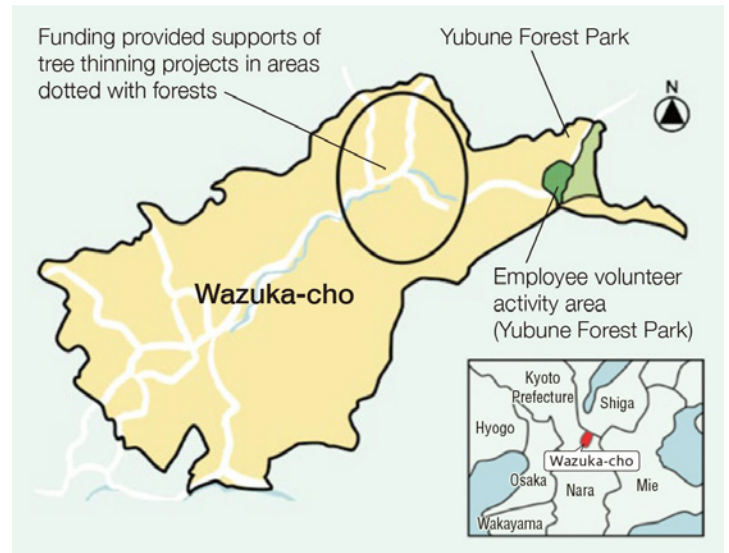 Funding provided supports of
tree thinning projects in areas
dotted with forests
Yubune Forest Park
N
Wazuka-cho
Employee volunteer
activity area
(Yubune Forest Park)
Kyoto
Prefecture
Shiga
Hyogo
Wazuka-cho
Osaka
Nara
Mie
Wakayama